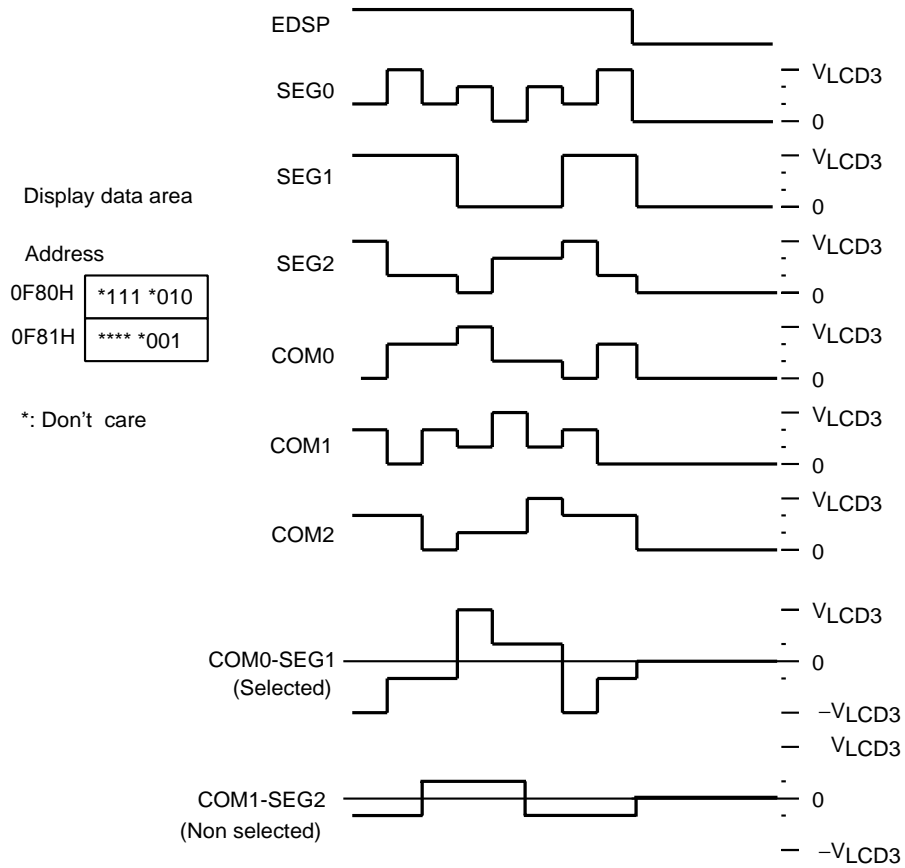 EDSP
SEG0
VLCD3
0
SEG1
VLCD3
0
Display data area
SEG2
VLCD3
0
Address
0F80H *111 *010
0F81H **** *001
COM0
VLCD3
0
*: Don't care
COM1
VLCD3
0
COM2
VLCD3
0
COM0-SEG1
(Selected)
VLCD3
0
−VLCD3
COM1-SEG2
(Non selected)
VLCD3
0
−VLCD3